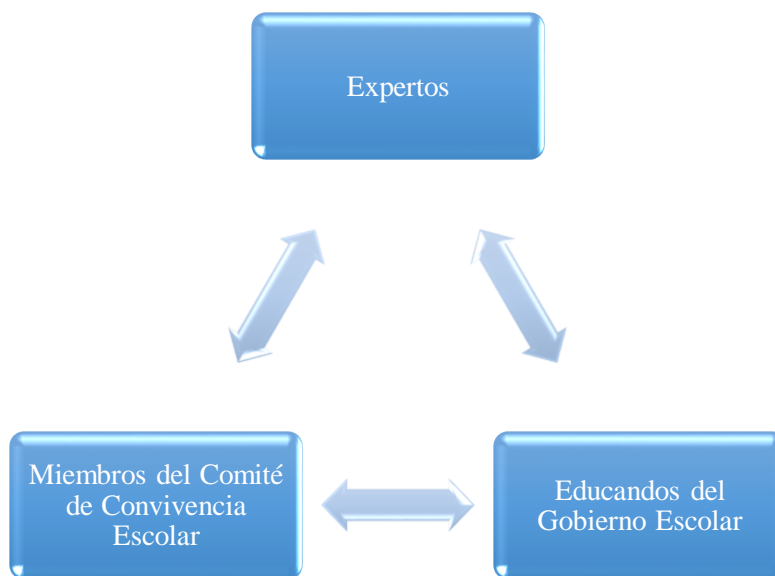 Expertos
Miembros del Comité
de Convivencia
Escolar
Educandos del
Gobierno Escolar